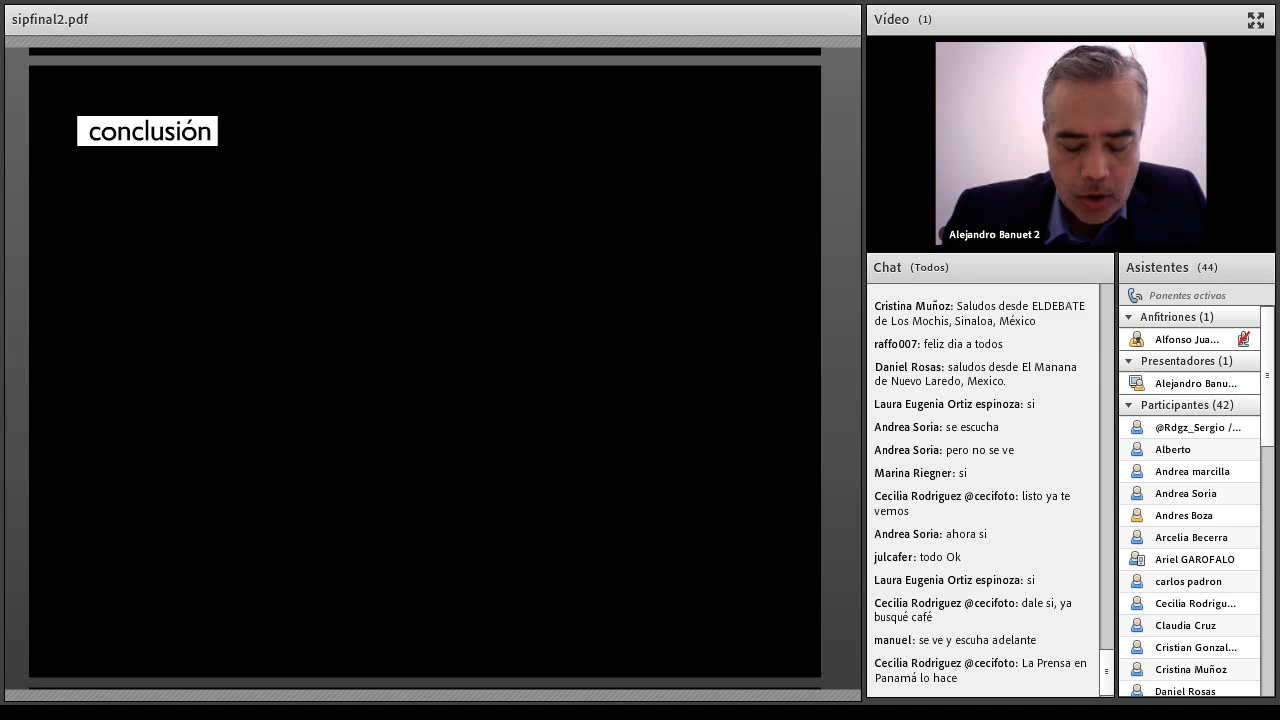 sipfinal2.pdf
conclusión
Vídeo (1)
Alejandro Banuet 2
Chat (Todos)
Cristina Muñoz: Saludos desde ELDEBATE
de Los Mochis, Sinaloa, México
raffo007: feliz dia a todos
Daniel Rosas: saludos desde El Manana
de Nuevo Laredo, Mexico.
Laura Eugenia Ortiz espinoza: si
Andrea Soria: se escucha
Andrea Soria: pero no se ve
Marina Riegner: si
Cecilia Rodriguez @cecifoto: listo ya te
vemos
Andrea Soria: ahora si
julcafer: todo Ok
Laura Eugenia Ortiz espinoza: si
Cecilia Rodriguez @cecifoto: dale si, ya
busqué café
manuel: se ve y escuha adelante
Cecilia Rodriguez @cecifoto: La Prensa en
Panamá lo hace
Asistentes (44)
Ponentes activos
Anfitriones (1)
Alfonso Jua...
Presentadores (1)
Alejandro Banu...
Participantes (42)
@Rdgz_Sergio /...
Alberto
Andrea marcilla
Andrea Soria
Andres Boza
Arcelia Becerra
Ariel GAROFALO
carlos padron
Cecilia Rodrigu...
Claudia Cruz
Cristian Gonzal...
Cristina Muñoz
Daniel Rosas